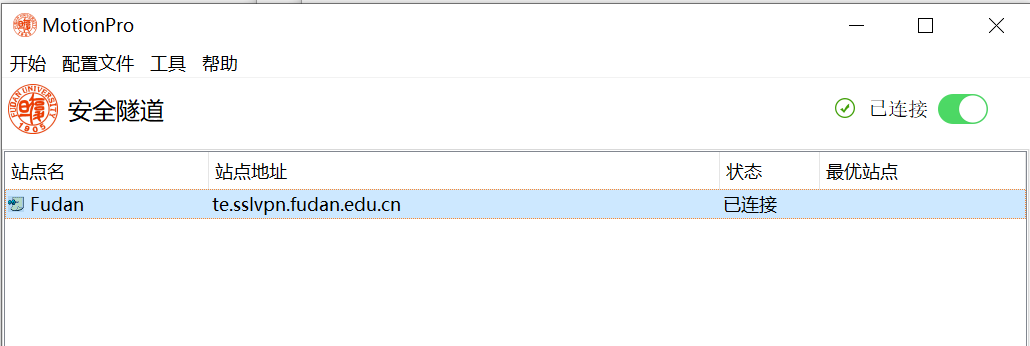 MotionPro
开始 配置文件 工具 帮助
FUDAN UNIVERSITY
1905
安全隧道
已连接
站点名 站点地址 状态 最优站点
Fudan te.sslvpn.fudan.edu.cn 已连接